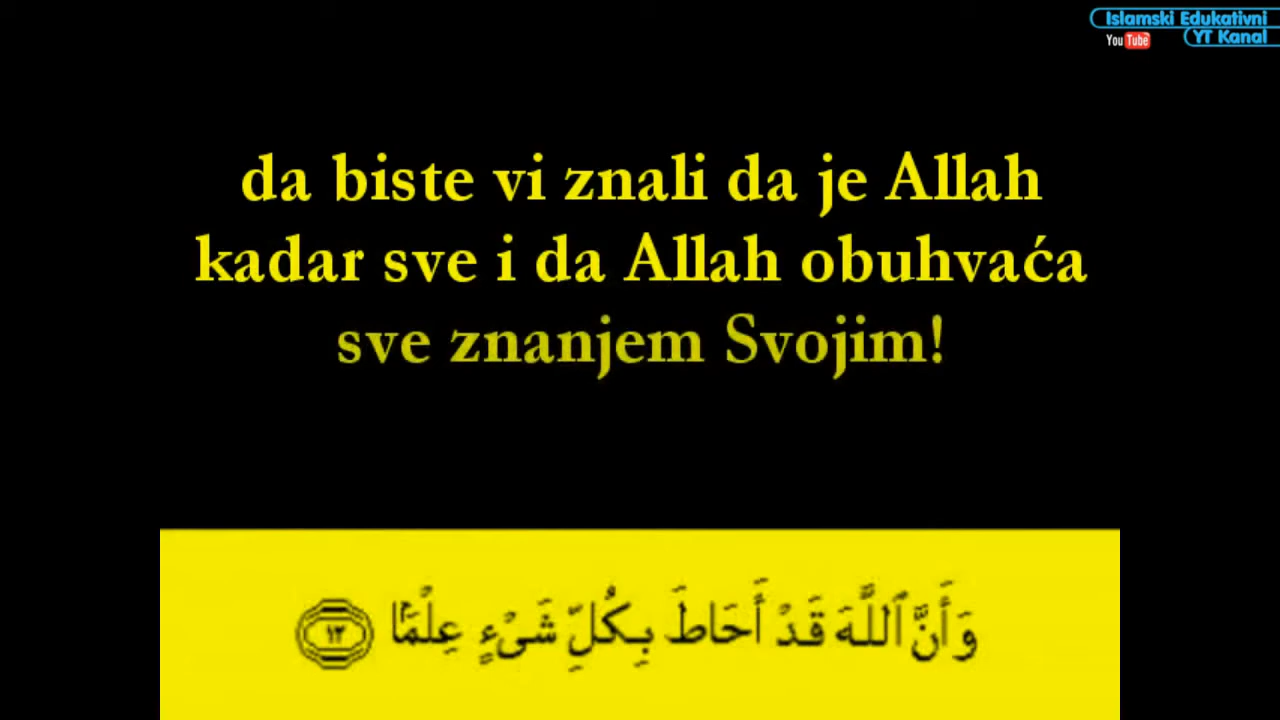 Islamski Edukativni
YouTube YT Kanal
da biste vi znali da je Allah
kadar sve i da Allah obuhvaća
sve znanjem Svojim!
وَأَنَّ ٱللَّهَ قَدْ أَحَاطَ بِكُلِّ شَىْءٍ عِلْمًۢا ١٢